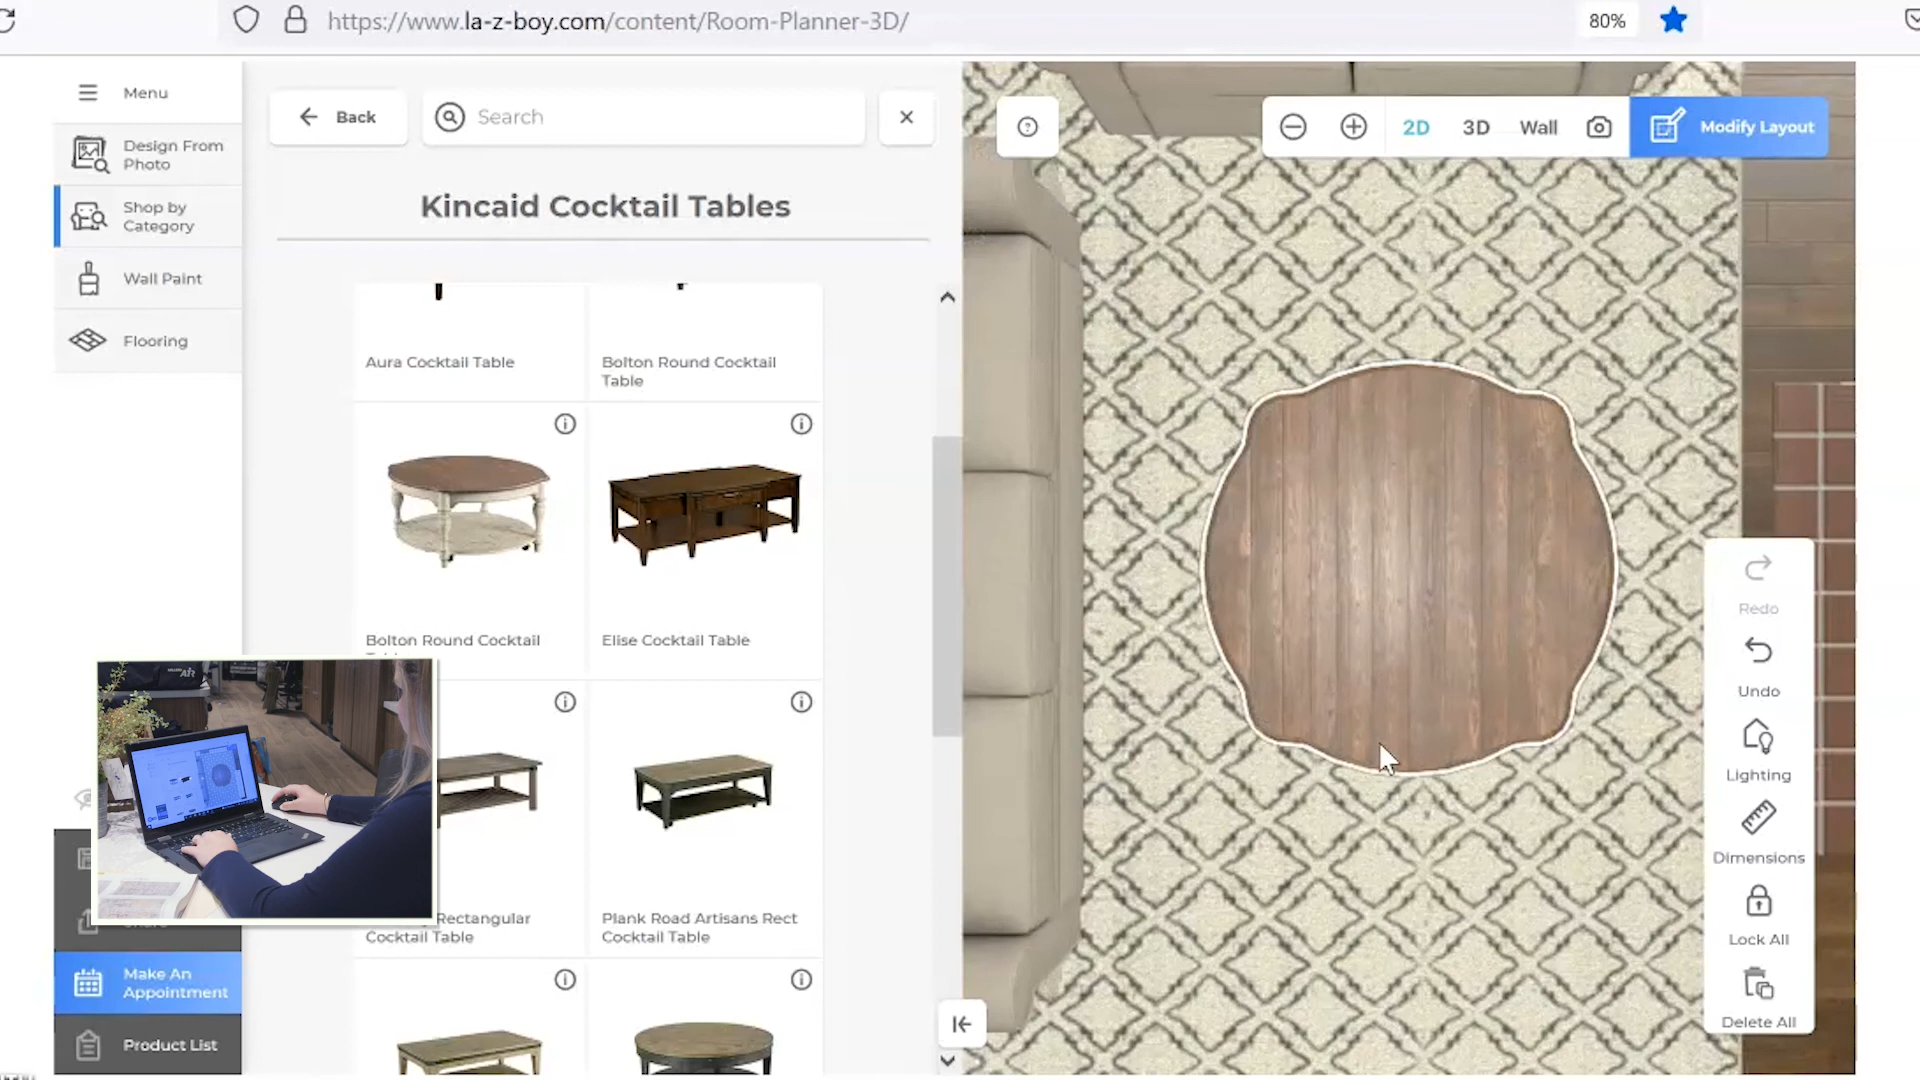 https://www.la-z-boy.com/content/Room-Planner-3D/
80%
Menu
Design From
Photo
Shop by
Category
Wall Paint
Flooring
Make An
Appointment
Product List
Back
Search
Kincaid Cocktail Tables
Aura Cocktail Table
Bolton Round Cocktail
Table
Bolton Round Cocktail
Elise Cocktail Table
Rectangular
Cocktail Table
Plank Road Artisans Rect
Cocktail Table
2D
3D
Wall
Modify Layout
Redo
Undo
Lighting
Dimensions
Lock All
Delete All
AIR